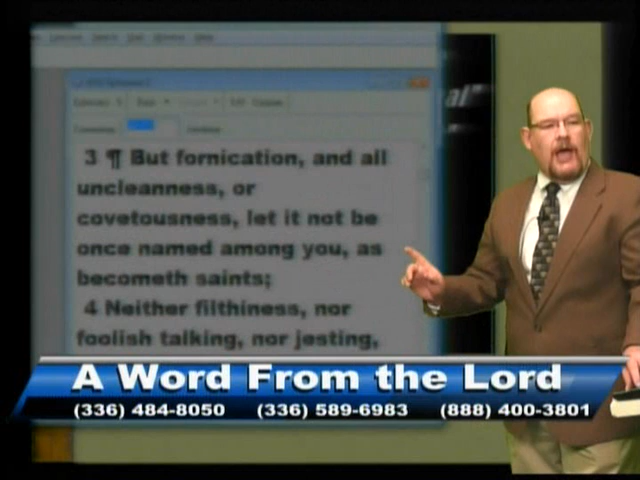 3 ¶ But fornication, and all
uncleanness, or
covetousness, let it not be
once named among you, as
becometh saints;
4 Neither filthiness, nor
foolish talking, nor jesting,
A Word From the Lord
(336) 484-8050 (336) 589-6983 (888) 400-3801